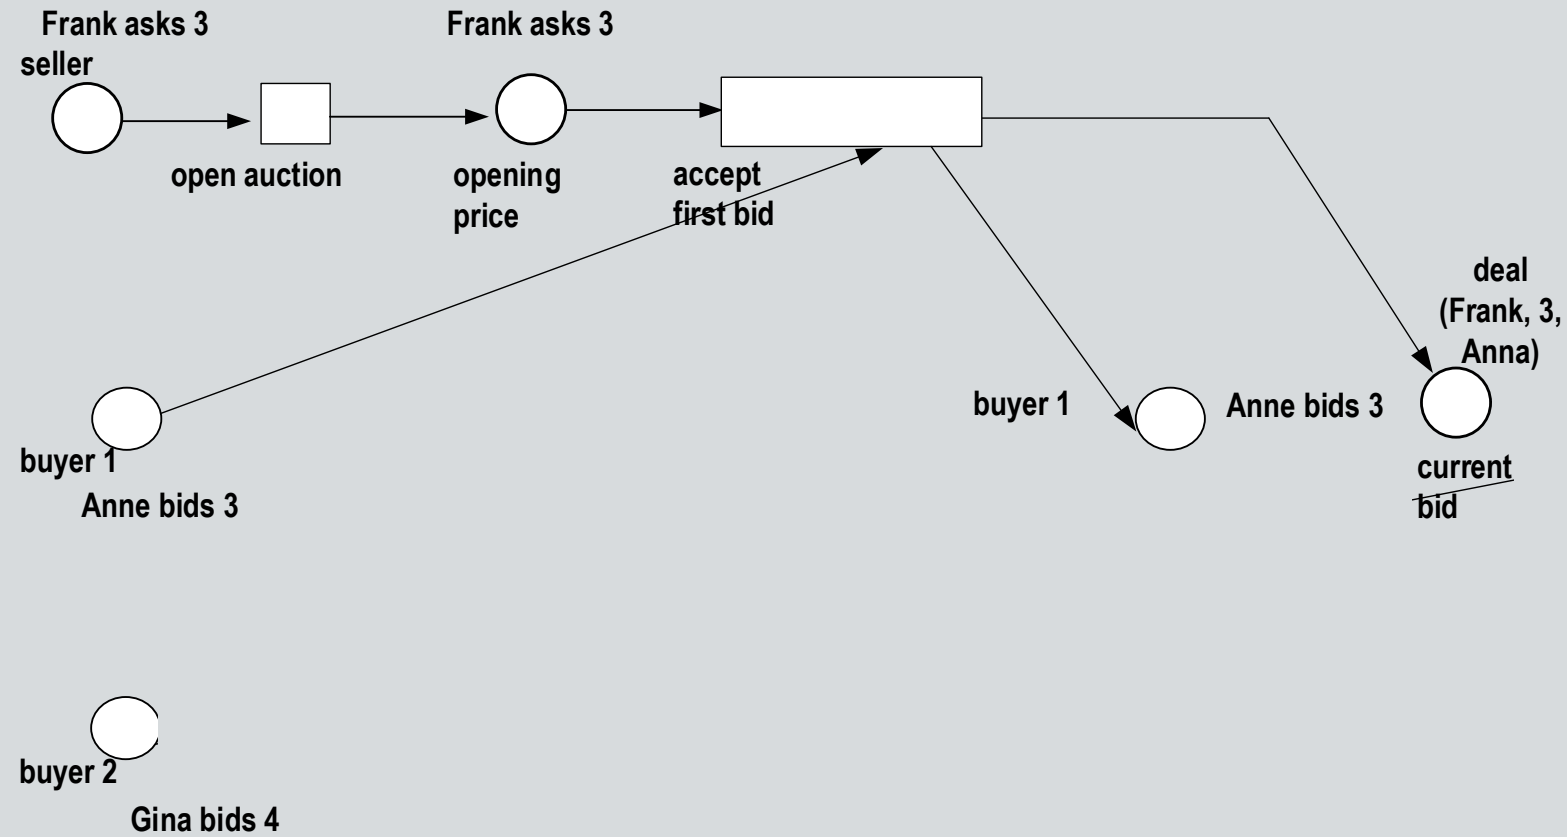 Frank asks 3
Frank asks 3
seller
open auction
opening
price
accept
first bid
deal
(Frank, 3,
Anna)
buyer 1
Anne bids 3
buyer 1
Anne bids 3
current
bid
buyer 2
Gina bids 4